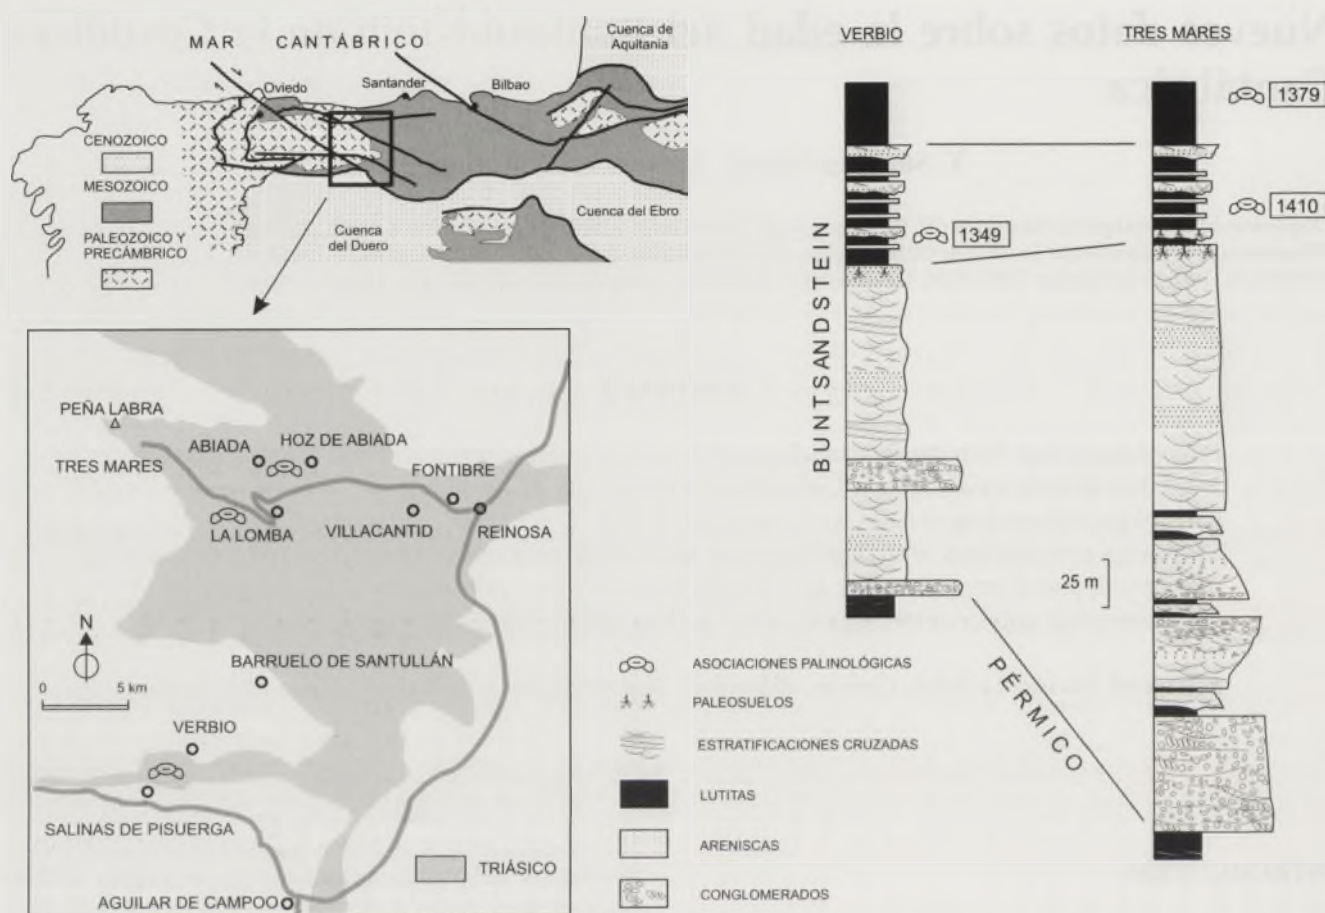 MAR CANTÁBRICO
Cuenca de
Aquitania
Oviedo
Santander
Bilbao
CENOZOICO
MESOZOICO
PALEOZOICO Y
PRECÁMBRICO
Cuenca
del Duero
Cuenca del Ebro
PEÑA LABRA
ABIADA
HOZ DE ABIADA
TRES MARES
FONTIBRE
LA LOMBA
VILLACANTID
REINOSA
N
0 5 km
BARRUELO DE SANTULLÁN
VERBIO
SALINAS DE PISUERGA
TRIÁSICO
AGUILAR DE CAMPOO
VERBIO
TRES MARES
1379
1410
1349
BUNTSANDSTEIN
25 m
PÉRMICO
ASOCIACIONES PALINOLÓGICAS
PALEOSUELOS
ESTRATIFICACIONES CRUZADAS
LUTITAS
ARENISCAS
CONGLOMERADOS